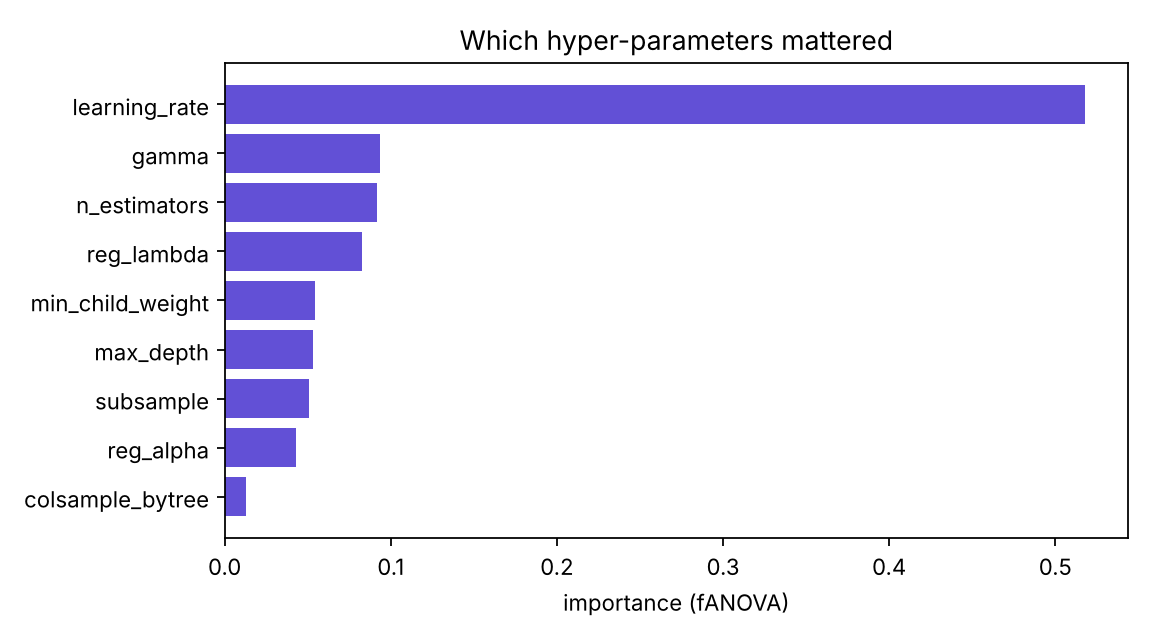 Which hyper-parameters mattered
learning_rate
gamma
n_estimators
reg_lambda
min_child_weight
max_depth
subsample
reg_alpha
colsample_bytree
0.0 0.1 0.2 0.3 0.4 0.5
importance (fANOVA)